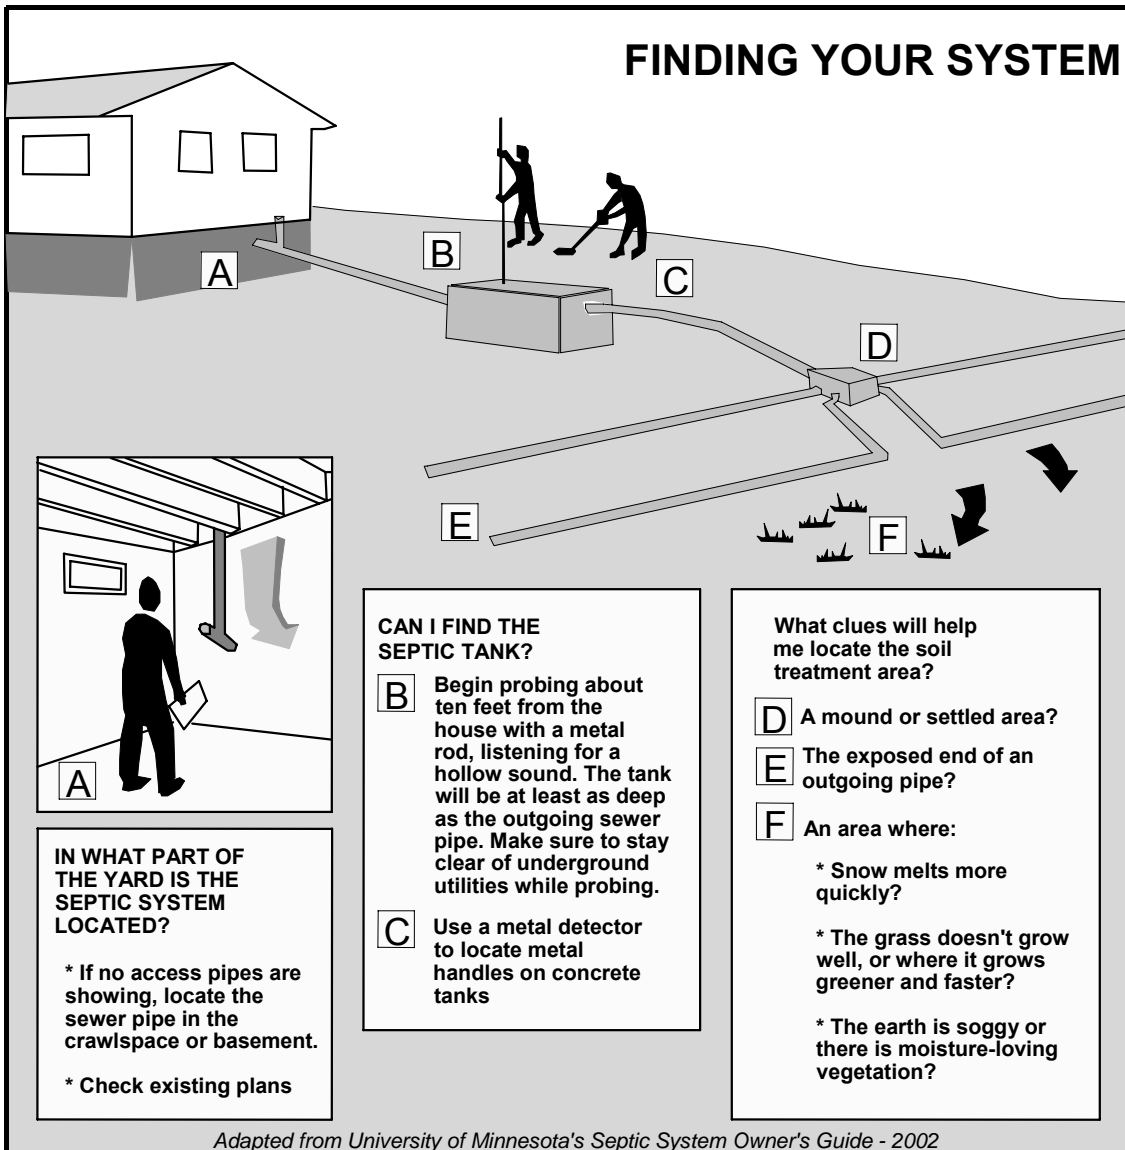 FINDING YOUR SYSTEM
A
B
C
D
E
F
A
IN WHAT PART OF
THE YARD IS THE
SEPTIC SYSTEM
LOCATED?
* If no access pipes are
showing, locate the
sewer pipe in the
crawlspace or basement.
* Check existing plans
CAN I FIND THE
SEPTIC TANK?
B Begin probing about
ten feet from the
house with a metal
rod, listening for a
hollow sound. The tank
will be at least as deep
as the outgoing sewer
pipe. Make sure to stay
clear of underground
utilities while probing.
C Use a metal detector
to locate metal
handles on concrete
tanks
What clues will help
me locate the soil
treatment area?
D A mound or settled area?
E The exposed end of an
outgoing pipe?
F An area where:
* Snow melts more
quickly?
* The grass doesn't grow
well, or where it grows
greener and faster?
* The earth is soggy or
there is moisture-loving
vegetation?
Adapted from University of Minnesota's Septic System Owner's Guide - 2002